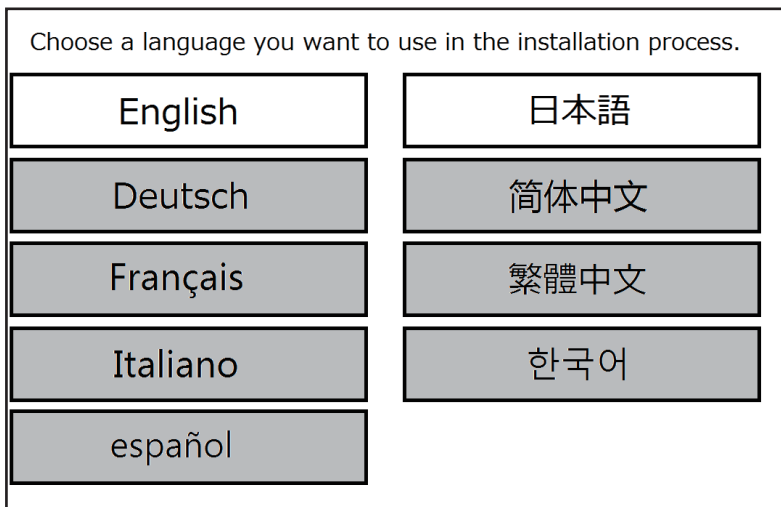 Choose a language you want to use in the installation process.
English
日本語
Deutsch
简体中文
Français
繁體中文
Italiano
한국어
español